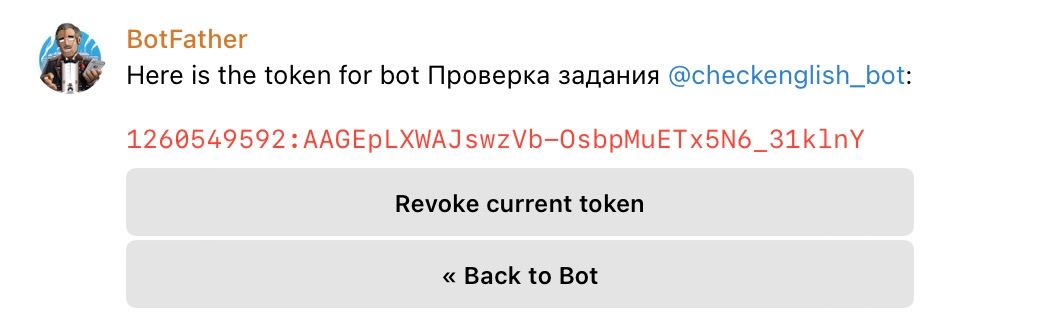 BotFather
Here is the token for bot Проверка задания @checkenglish_bot:
1260549592:AAGEpLXWAJswzVb-OsbpMuETx5N6_31klnY
Revoke current token
« Back to Bot